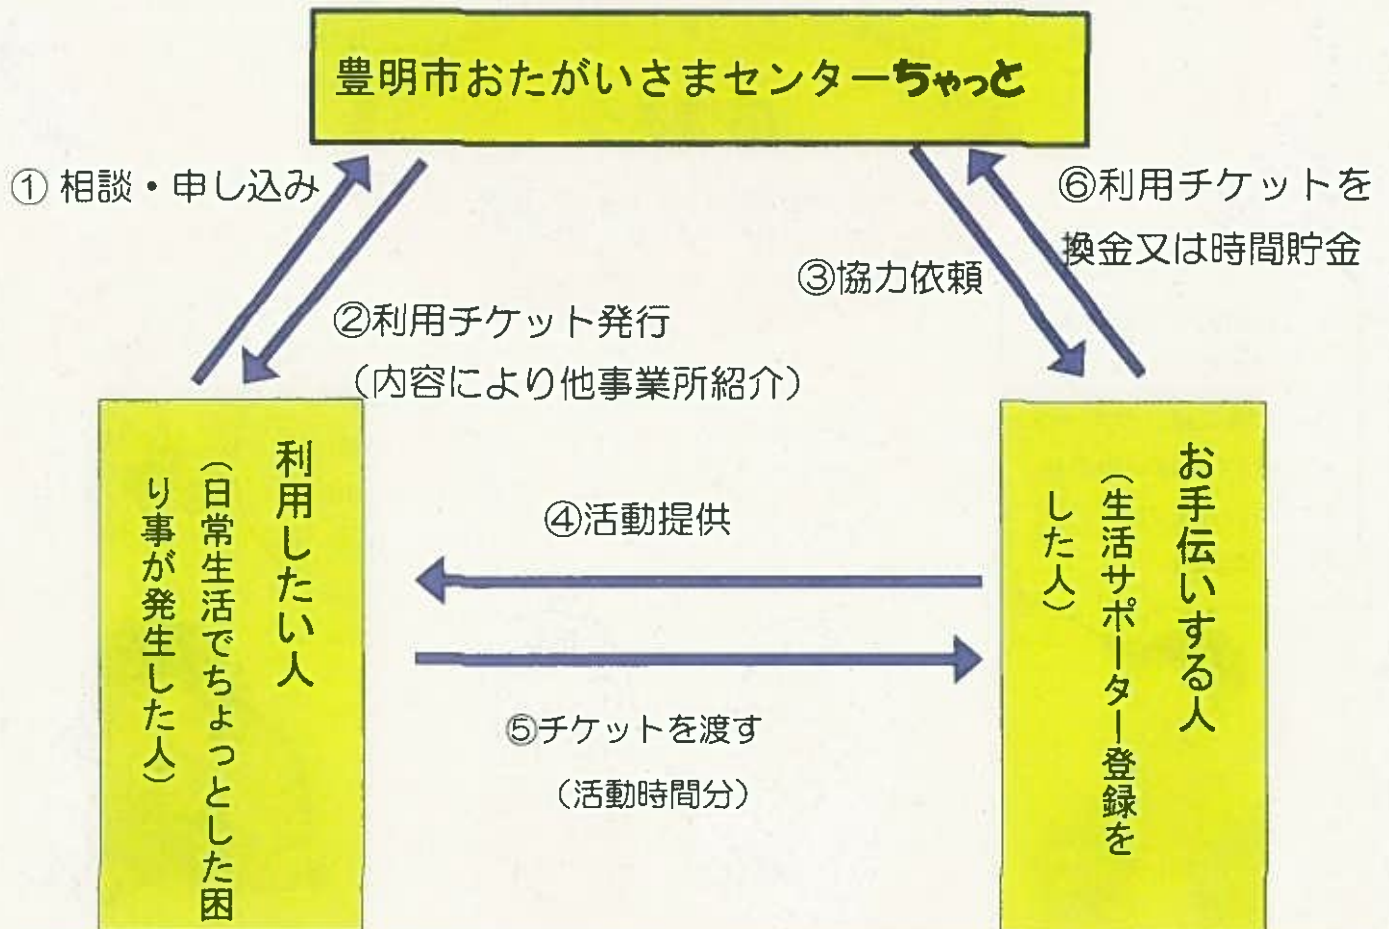 豊明市おたがいさまセンターちゃっと
① 相談・申し込み
⑥利用チケットを
換金又は時間貯金
③協力依頼
②利用チケット発行
（内容により他事業所紹介）
利用したい人
（日常生活でちょっとした困
り事が発生した人）
④活動提供
⑤チケットを渡す
（活動時間分）
お手伝いする人
（生活サポーター登録を
した人）